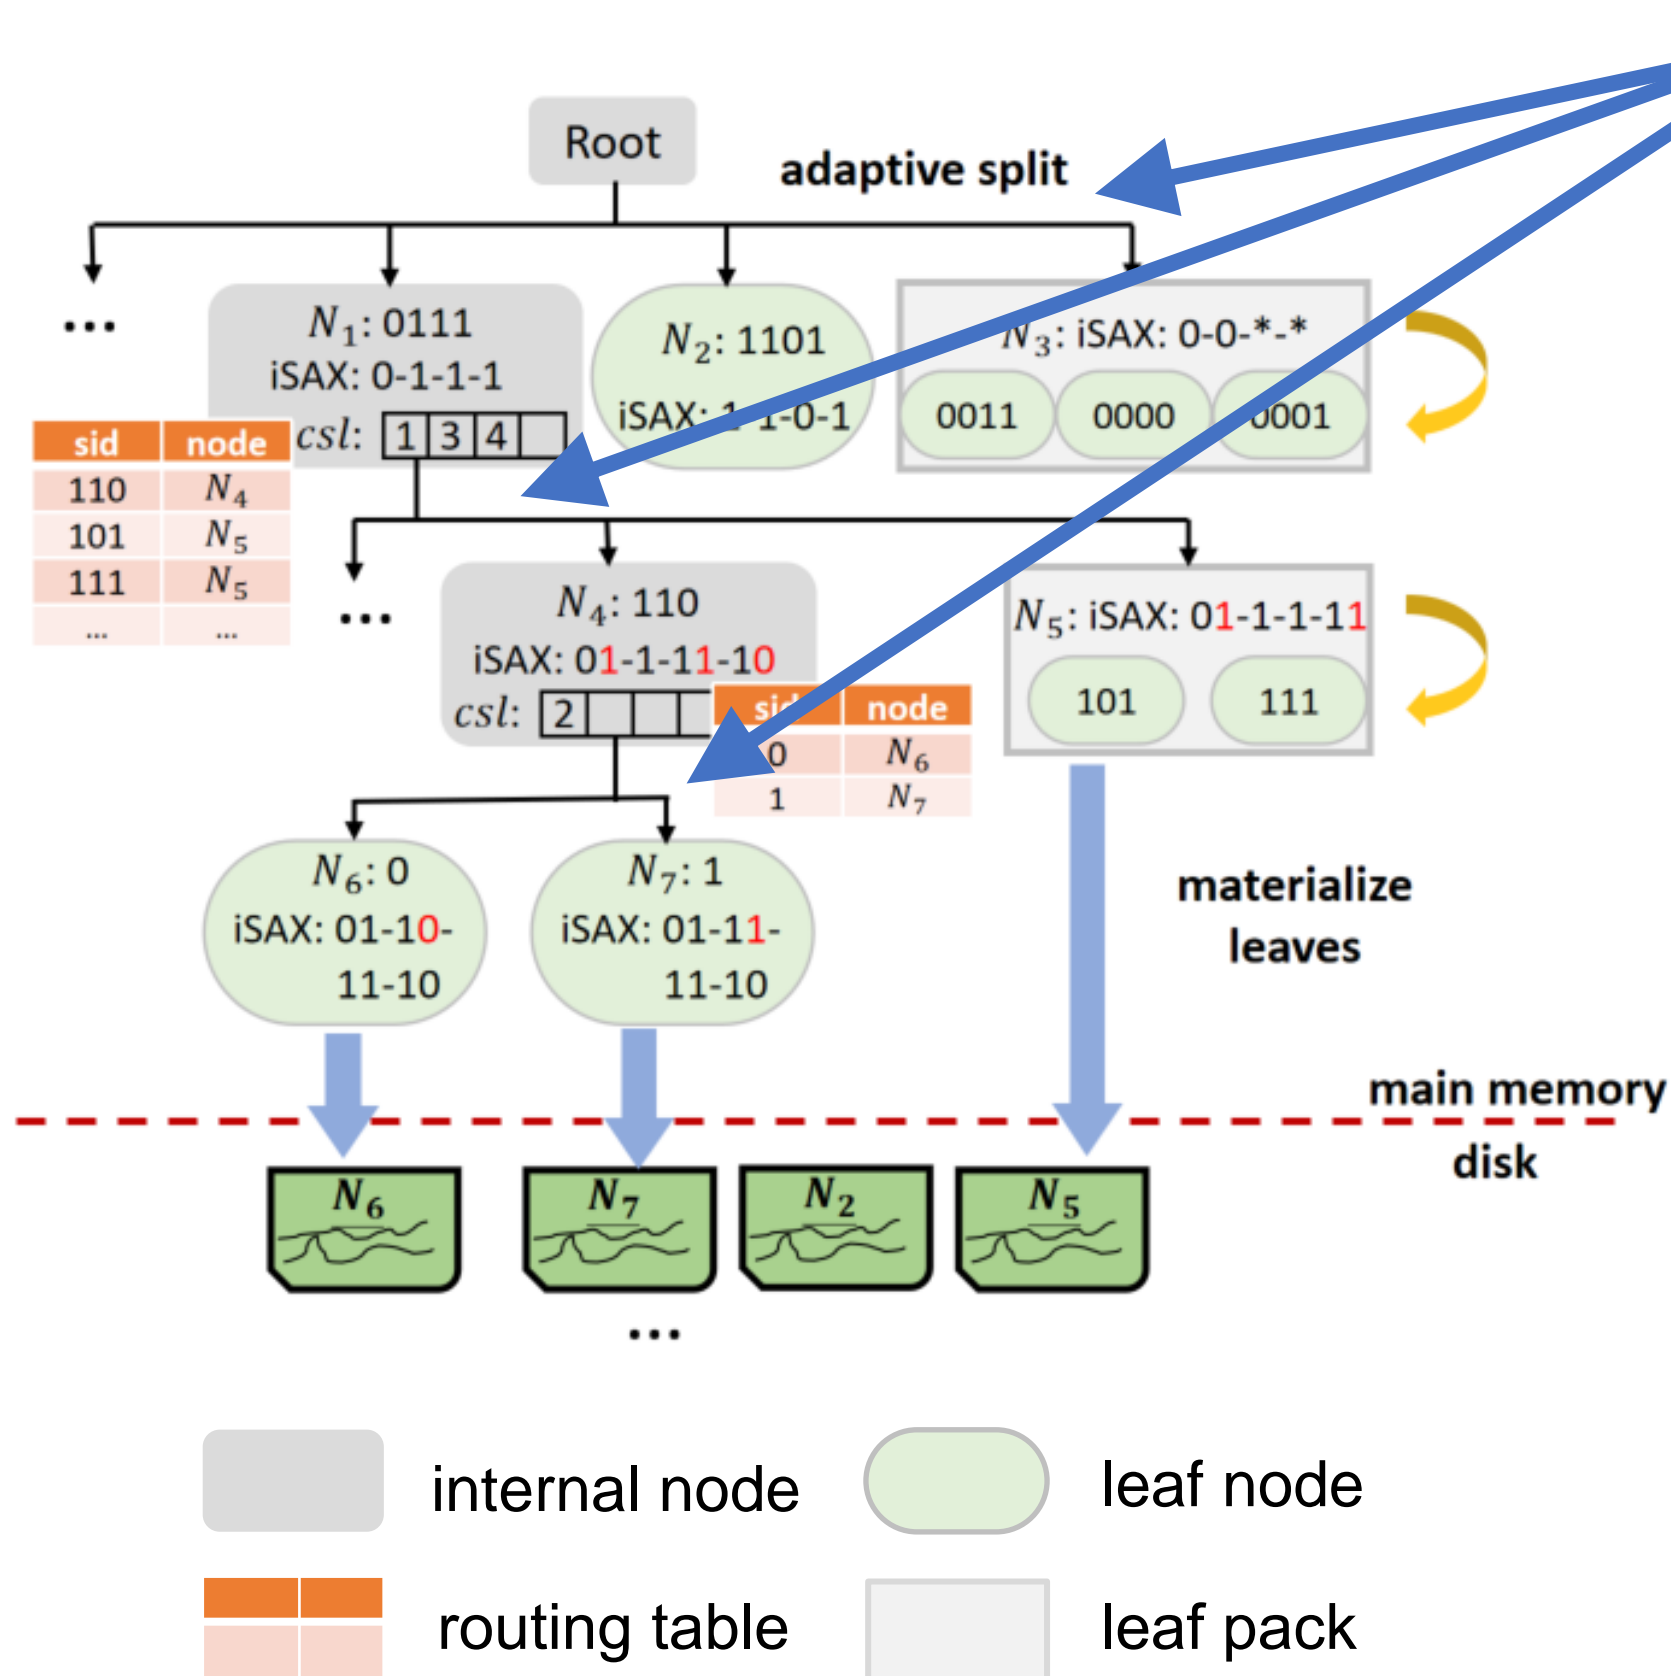 Root
adaptive split
...
N₁: 0111
iSAX: 0-1-1-1
csl: 1 3 4
N₂: 1101
iSAX: 1-1-0-1
N₃: iSAX: 0-0-*-*
0011 0000 0001
sid node
110 N₄
101 N₅
111 N₅
... ...
...
N₄: 110
iSAX: 01-1-11-10
csl: 2
sid node
0 N₆
1 N₇
N₅: iSAX: 01-1-1-11
101 111
N₆: 0
iSAX: 01-10-
11-10
N₇: 1
iSAX: 01-11-
11-10
materialize
leaves
main memory
disk
N₆ N₇ N₂ N₅
...
internal node
leaf node
routing table
leaf pack